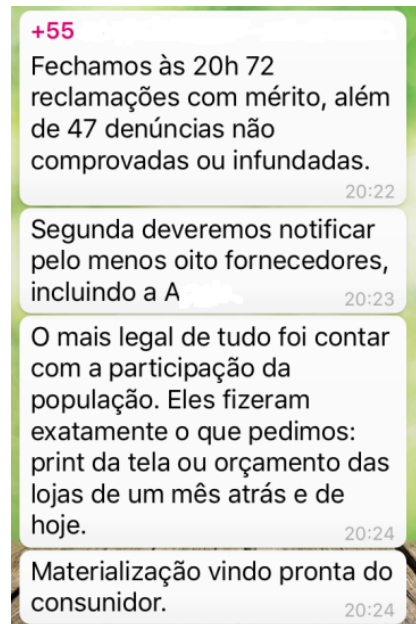 +55
Fechamos às 20h 72
reclamações com mérito, além
de 47 denúncias não
comprovadas ou infundadas.
20:22
Segunda deveremos notificar
pelo menos oito fornecedores,
incluindo a A
20:23
O mais legal de tudo foi contar
com a participação da
população. Eles fizeram
exatamente o que pedimos:
print da tela ou orçamento das
lojas de um mês atrás e de
hoje.
20:24
Materialização vindo pronta do
consunidor.
20:24